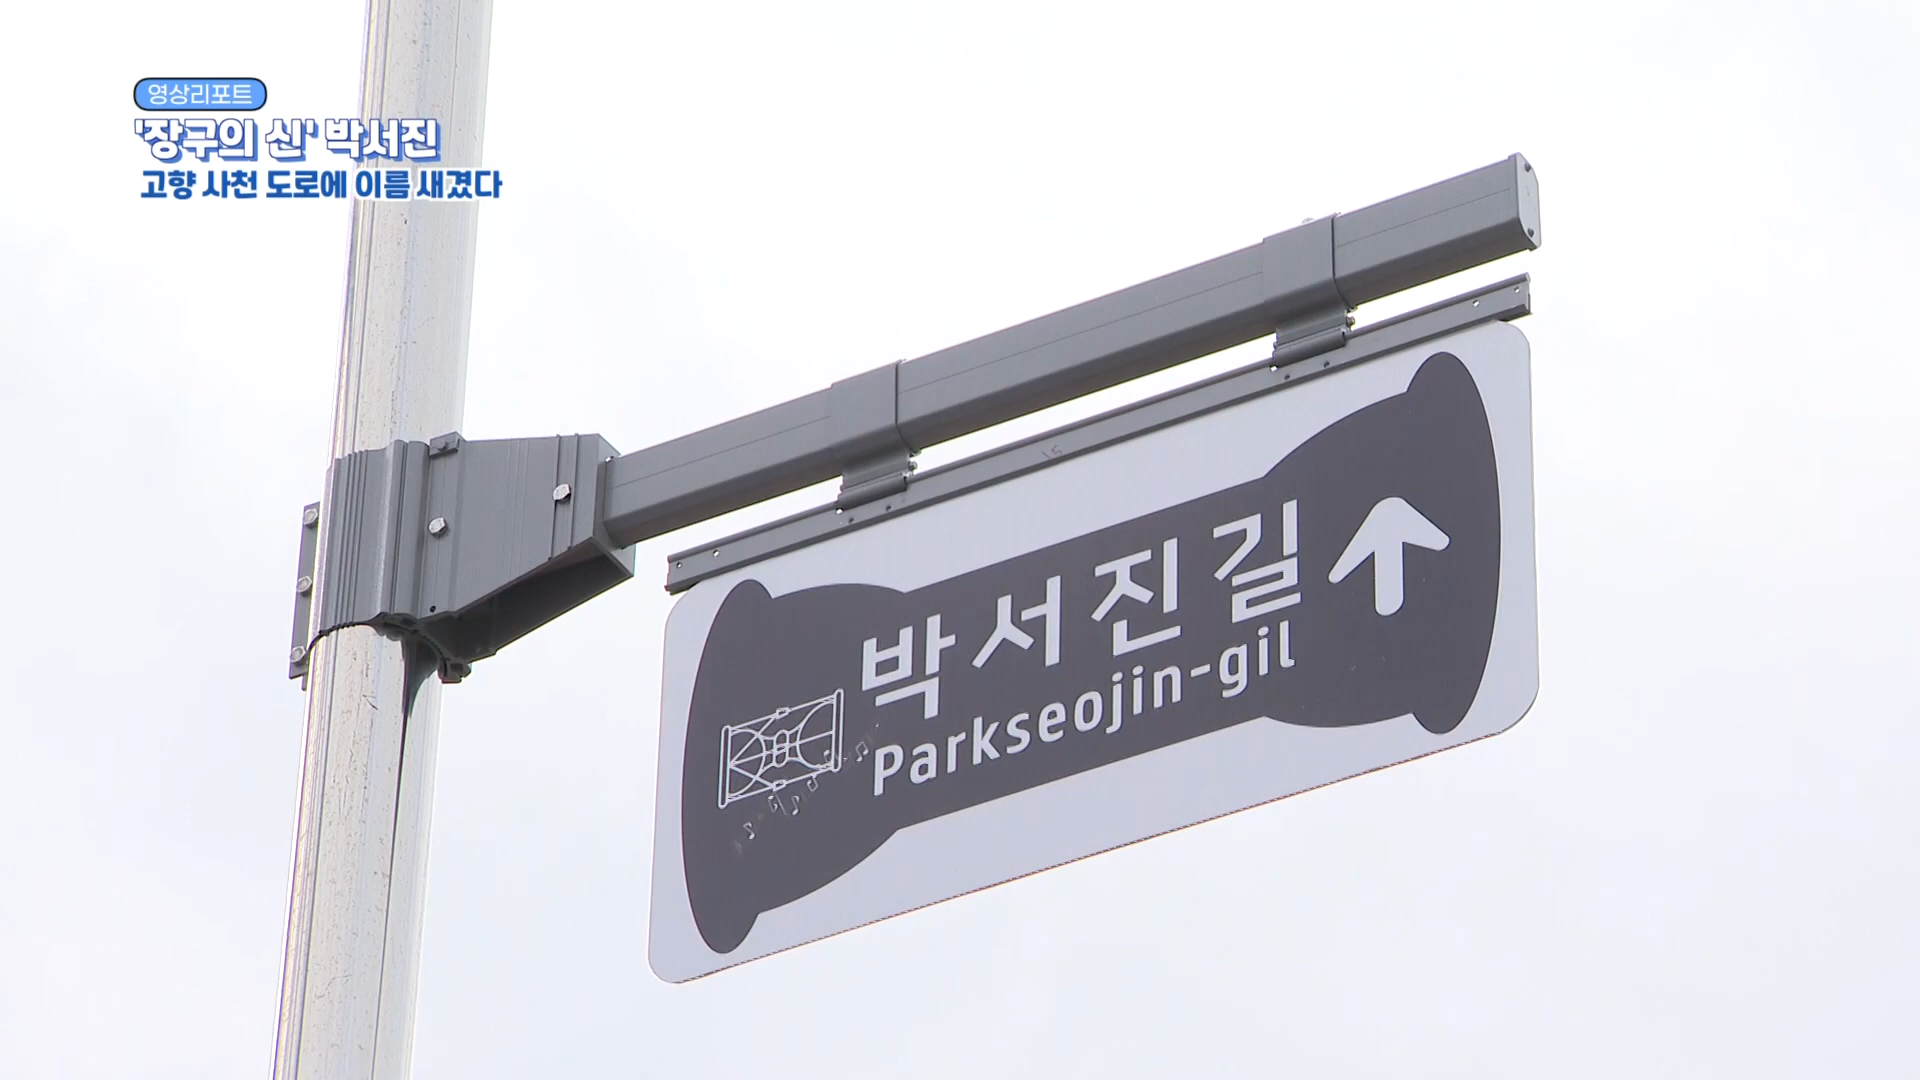 영상리포트
'장구의 신' 박서진
고향 사천 도로에 이름 새겼다
박서진길
Parkseojin-gil